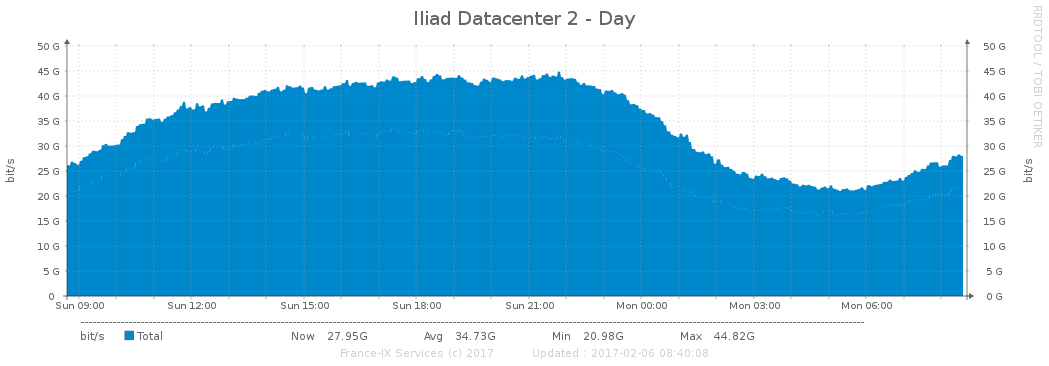 Iliad Datacenter 2 - Day
RRDTOOL / TOBI OETIKER
50 G 50 G
45 G 45 G
40 G 40 G
35 G 35 G
30 G 30 G
25 G 25 G
20 G 20 G
15 G 15 G
10 G 10 G
5 G 5 G
0 0 G
bit/s bit/s
Sun 09:00 Sun 12:00 Sun 15:00 Sun 18:00 Sun 21:00 Mon 00:00 Mon 03:00 Mon 06:00
bit/s Total Now 27.95G Avg 34.73G Min 20.98G Max 44.82G
France-IX Services (c) 2017 Updated : 2017-02-06 08:40:08